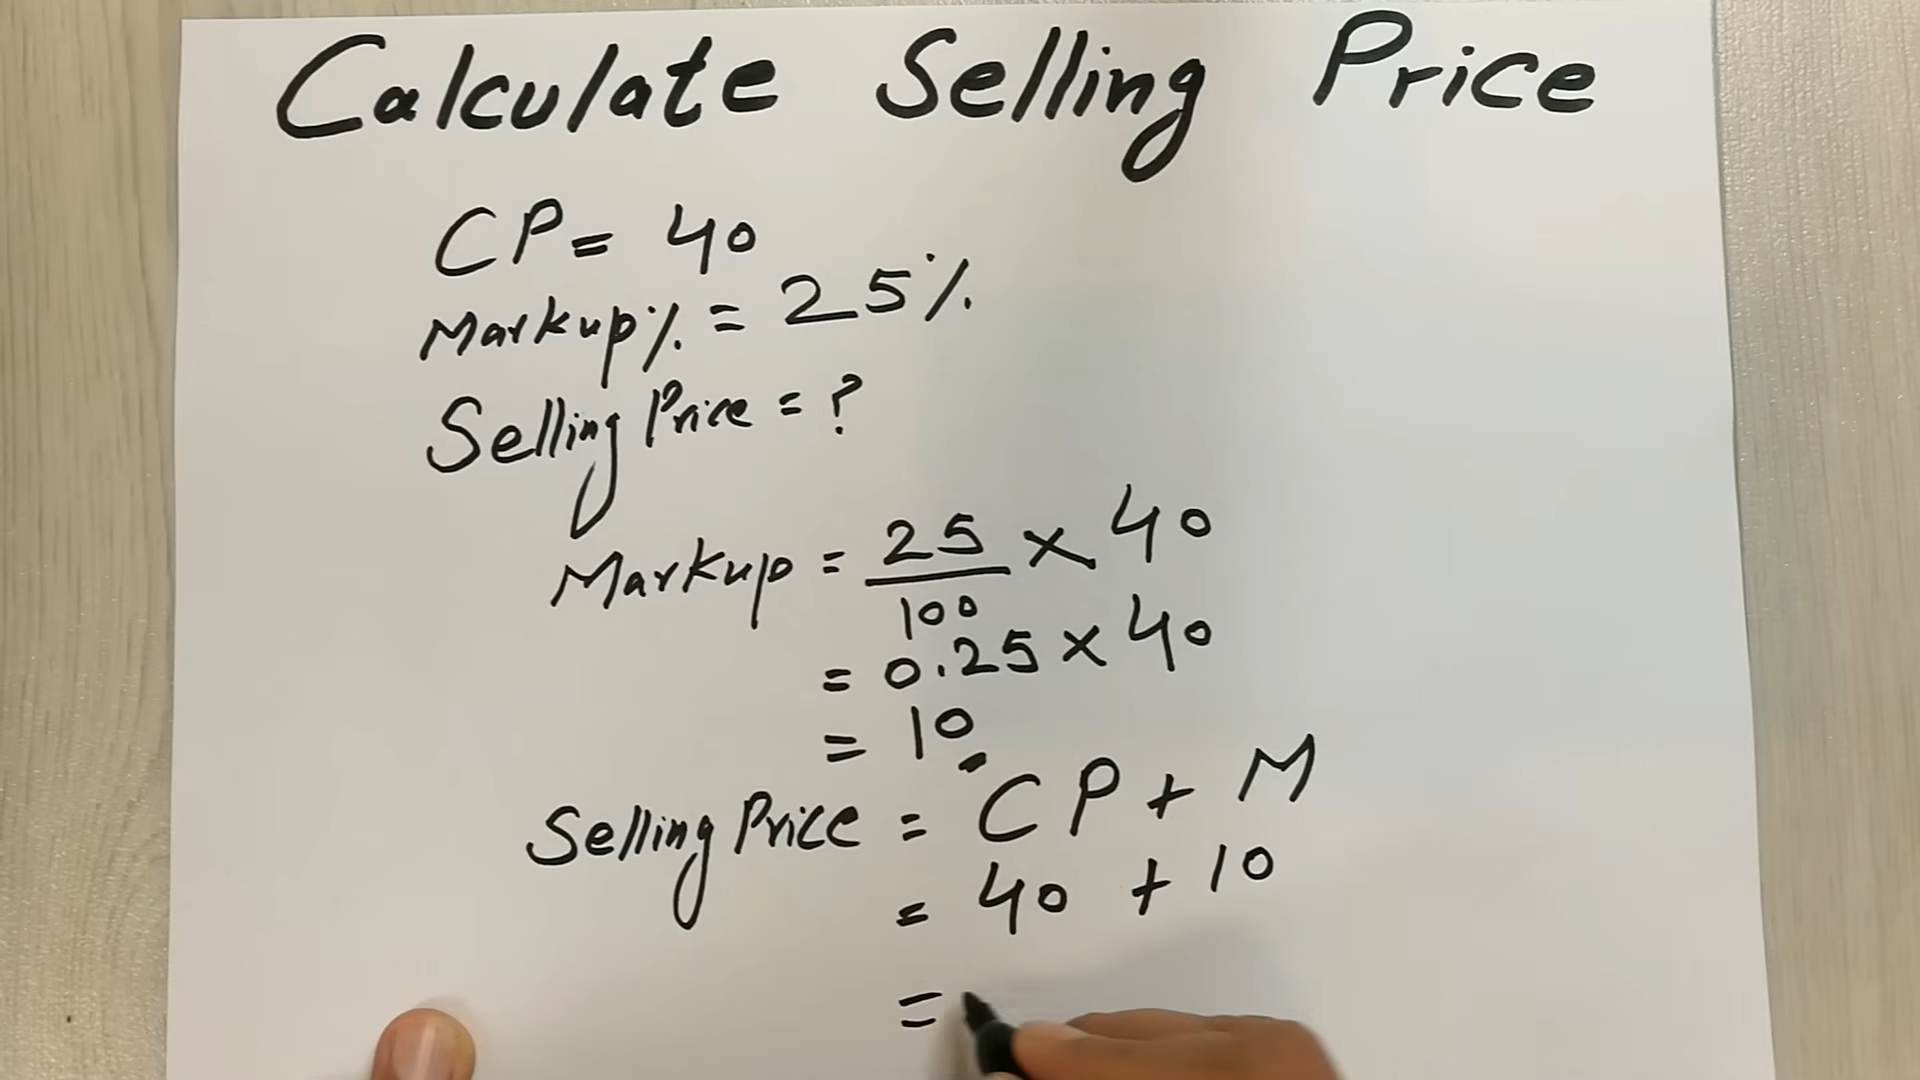 Calculate Selling Price
CP = 40
Markup% = 25%
Selling Price = ?
Markup = 25/100 × 40
= 0.25 × 40
= 10
Selling Price = CP + M
= 40 + 10
=